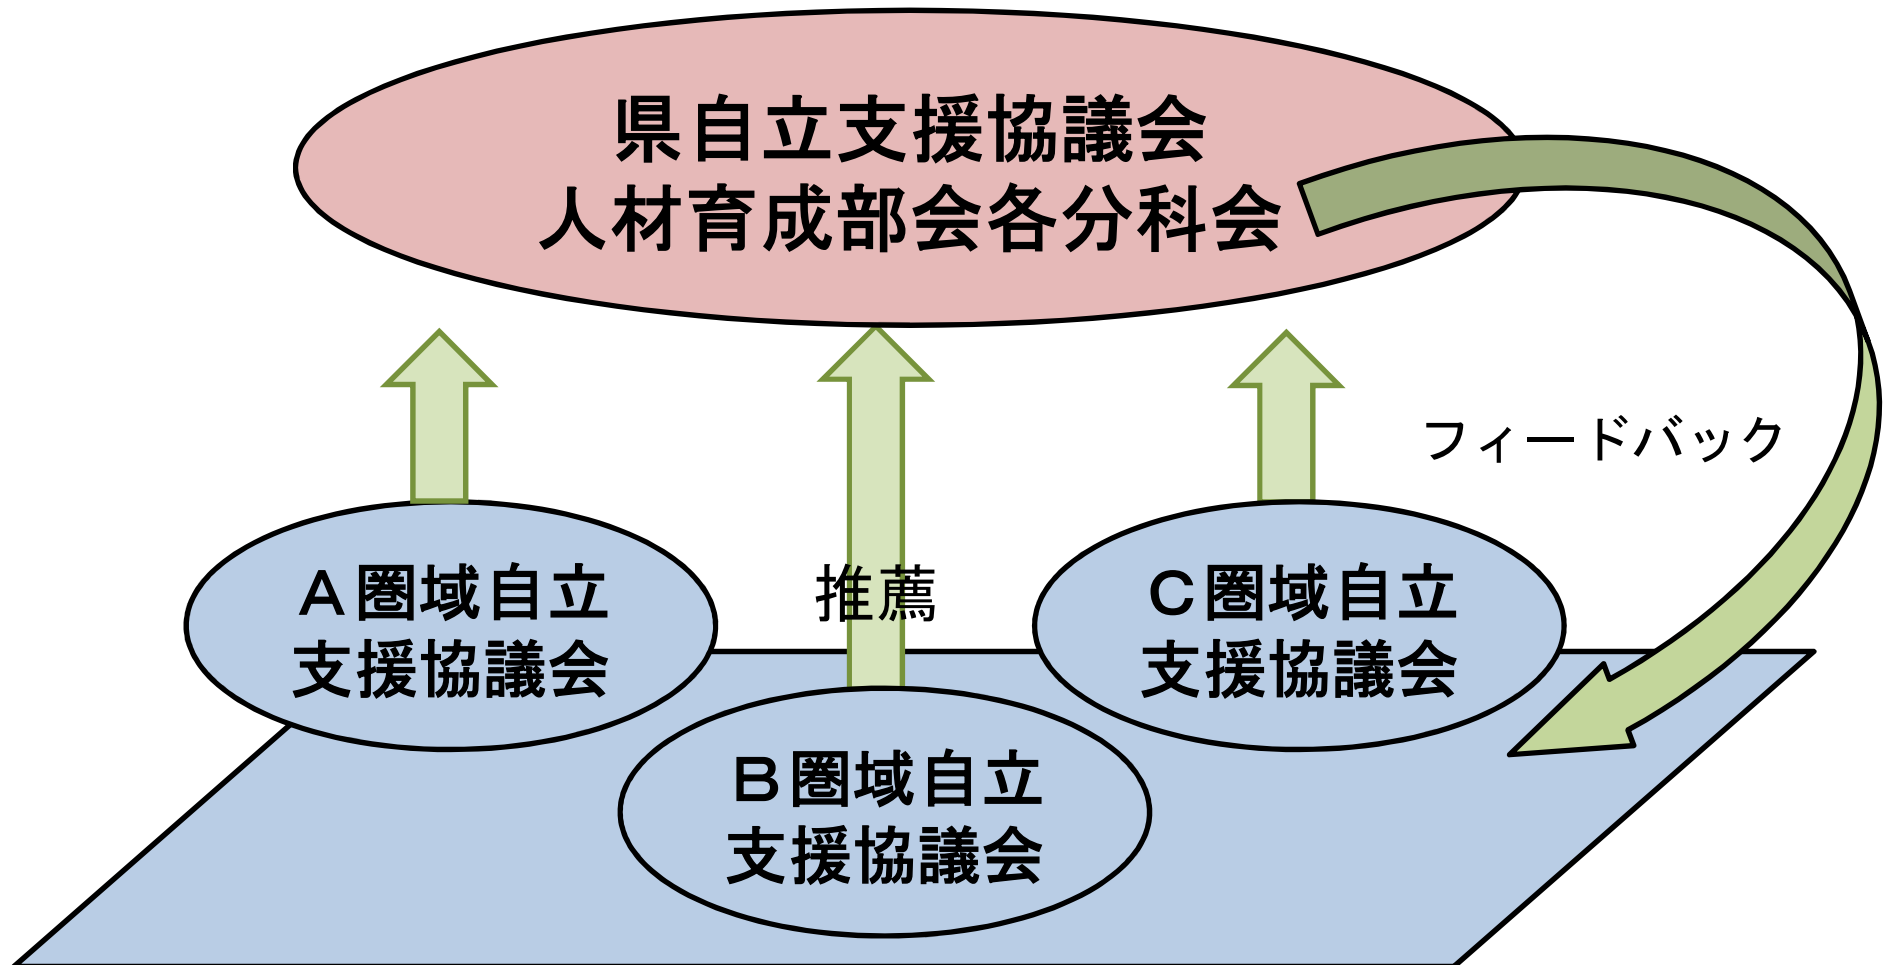 県自立支援協議会
人材育成部会各分科会
フィードバック
Ａ圏域自立
支援協議会
推薦
Ｃ圏域自立
支援協議会
Ｂ圏域自立
支援協議会